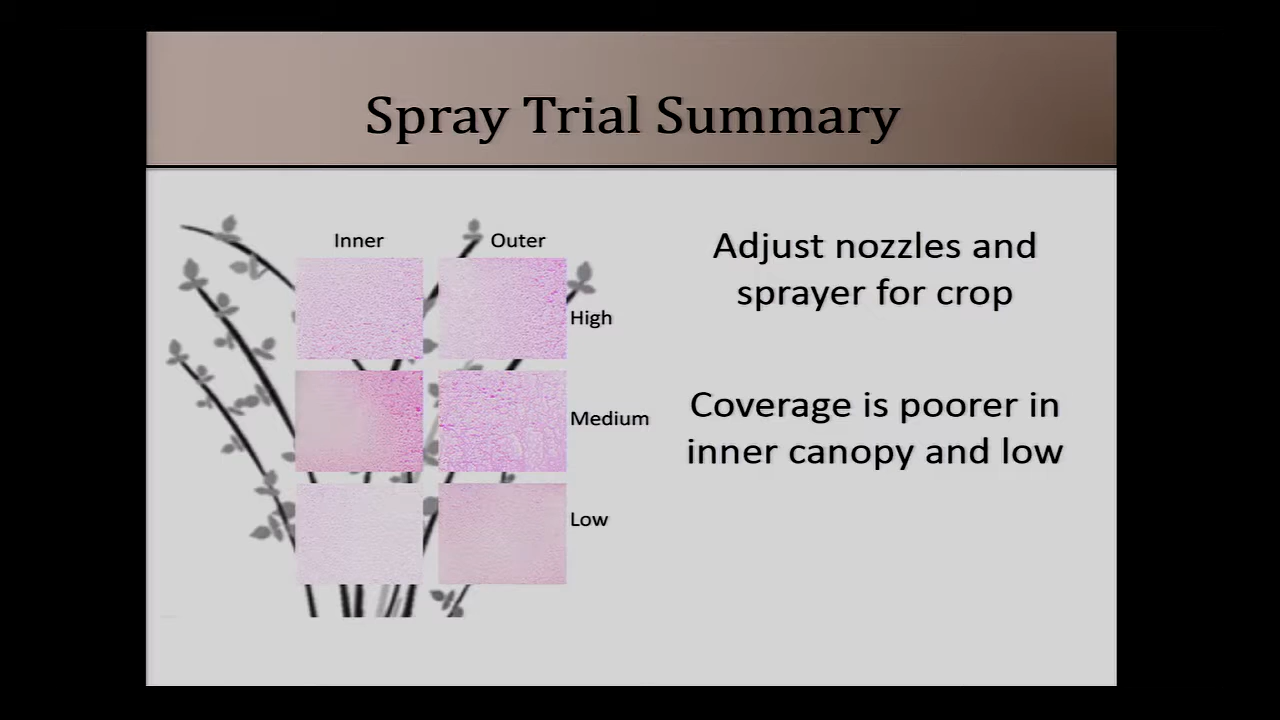 Spray Trial Summary
Inner
Outer
High
Medium
Low
Adjust nozzles and
sprayer for crop
Coverage is poorer in
inner canopy and low